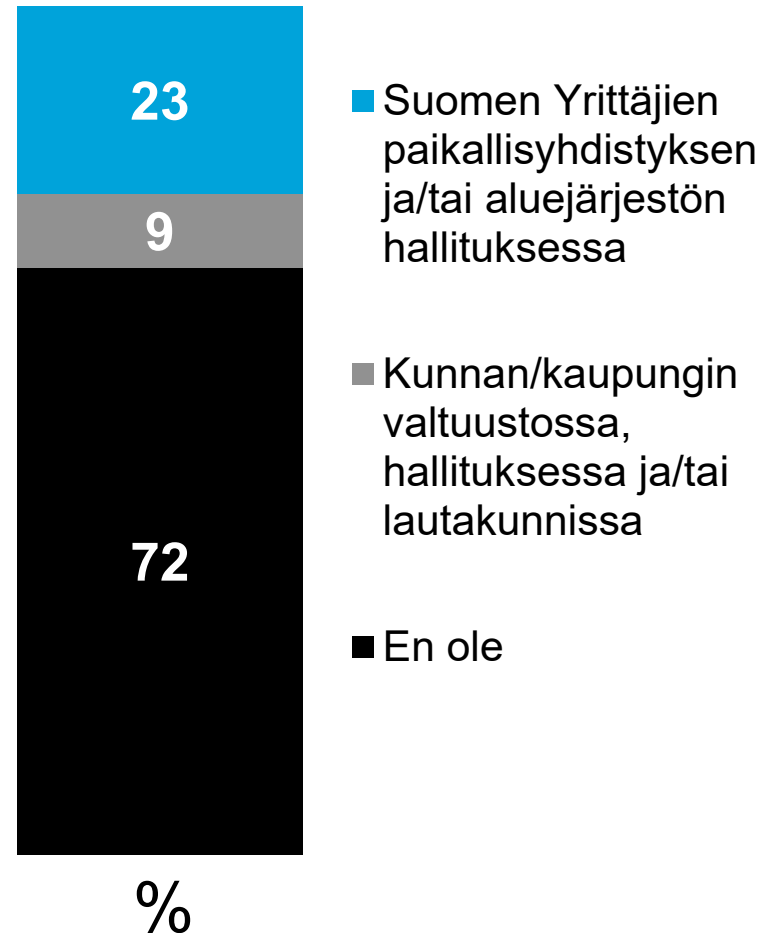 23
9
72
%
Suomen Yrittäjien
paikallisyhdistyksen
ja/tai aluejärjestön
hallituksessa
Kunnan/kaupungin
valtuustossa,
hallituksessa ja/tai
lautakunnissa
En ole